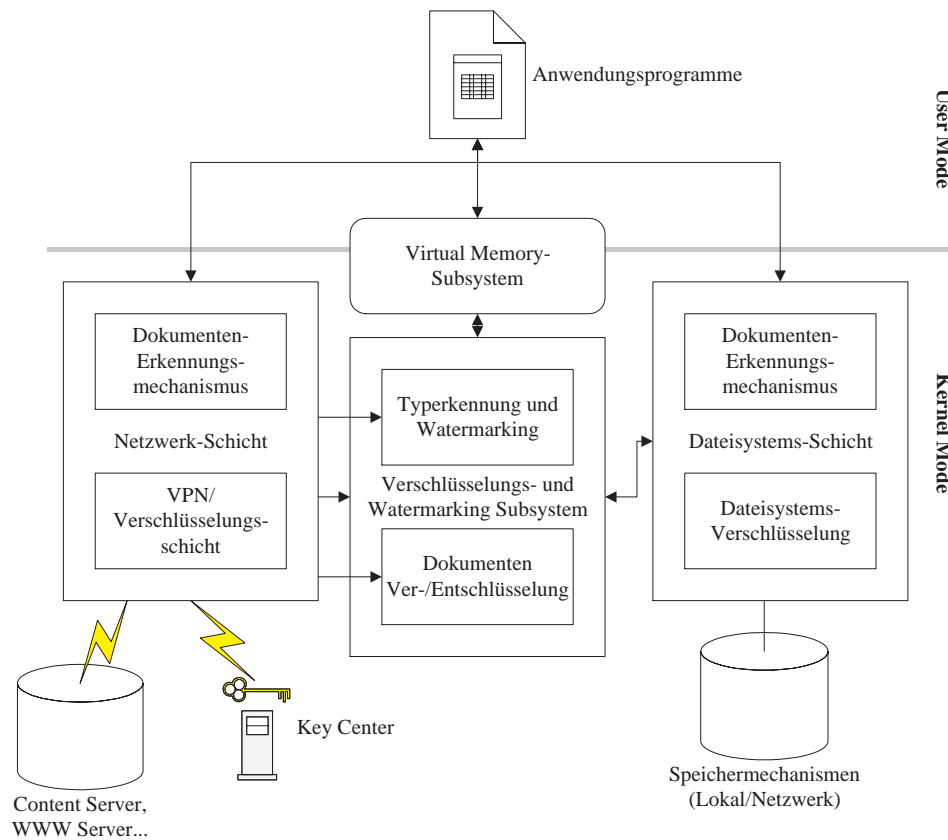 Anwendungsprogramme
User Mode
Virtual Memory-
Subsystem
Dokumenten-
Erkennungs-
mechanismus
Netzwerk-Schicht
VPN/
Verschlüsselungs-
schicht
Typerkennung und
Watermarking
Verschlüsselungs- und
Watermarking Subsystem
Dokumenten
Ver-/Entschlüsselung
Dokumenten-
Erkennungs-
mechanismus
Dateisystems-Schicht
Dateisystems-
Verschlüsselung
Kernel Mode
Key Center
Content Server,
WWW Server...
Speichermechanismen
(Lokal/Netzwerk)